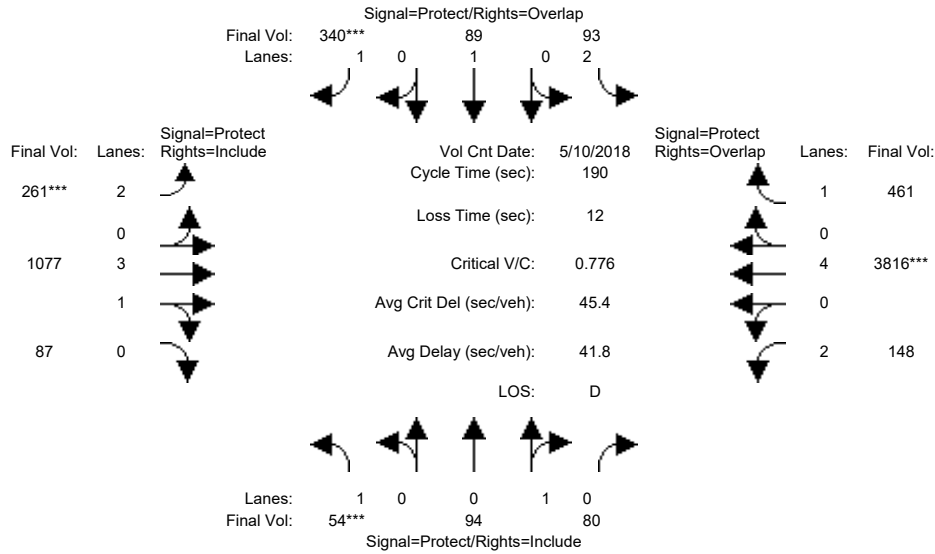 Signal=Protect/Rights=Overlap
Final Vol: 340*** 89 93
Lanes: 1 0 1 0 2
Signal=Protect Signal=Protect
Final Vol: Lanes: Rights=Include Vol Cnt Date: 5/10/2018 Rights=Overlap Lanes: Final Vol:
Cycle Time (sec): 190
261*** 2 1 461
Loss Time (sec): 12
0 0
1077 3 Critical V/C: 0.776 4 3816***
1 Avg Crit Del (sec/veh): 45.4 0
87 0 Avg Delay (sec/veh): 41.8 2 148
LOS: D
Lanes: 1 0 0 1 0
Final Vol: 54*** 94 80
Signal=Protect/Rights=Include